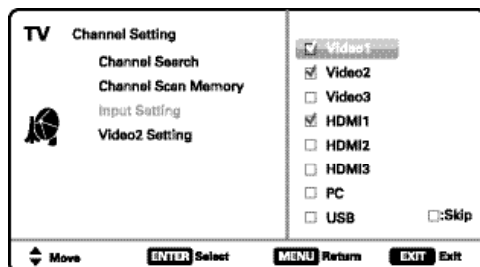 TV Channel Setting
Channel Search
Channel Scan Memory
Input Setting
Video2 Setting
Video1
Video2
Video3
HDMI1
HDMI2
HDMI3
PC
USB
:Skip
Move ENTER Select MENU Return EXIT Exit